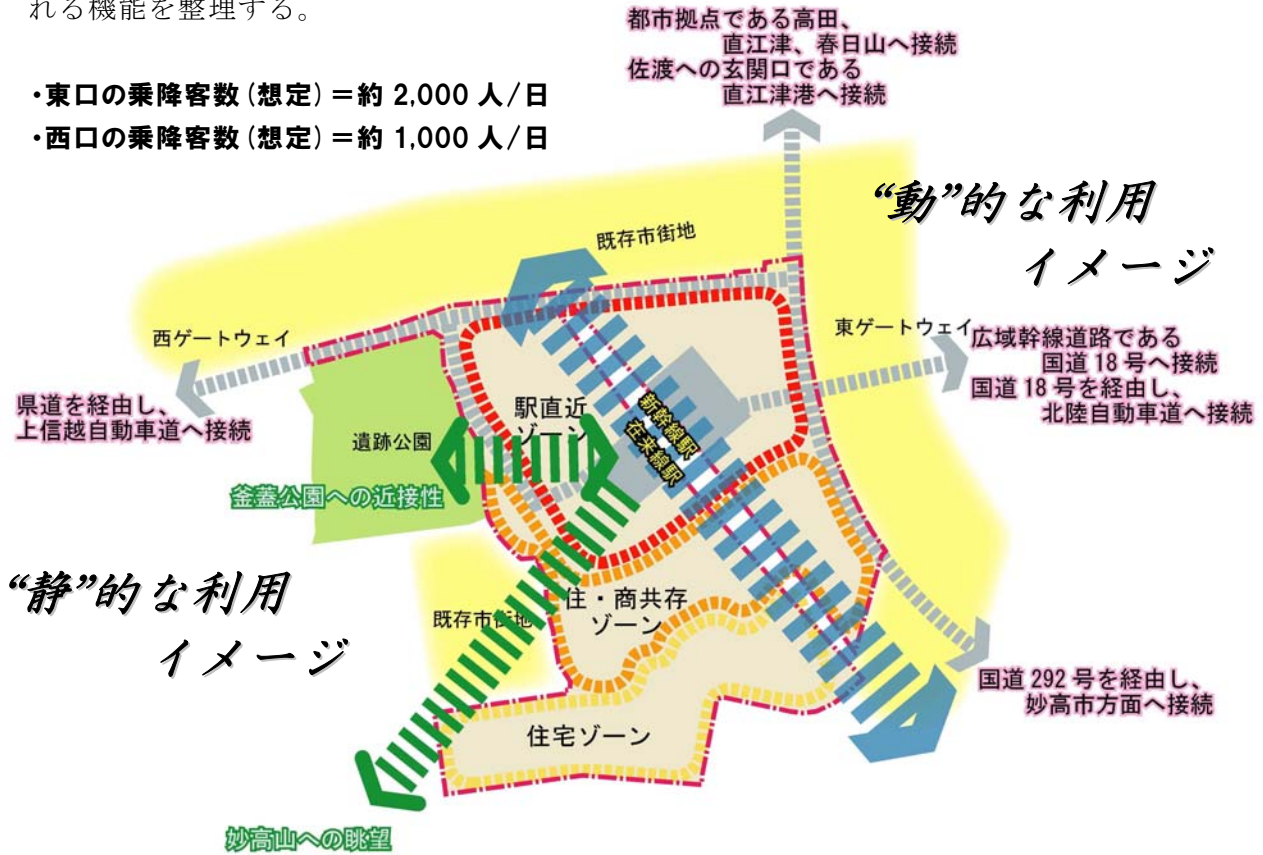 れる機能を整理する。
都市拠点である高田、
直江津、春日山へ接続
佐渡への玄関口である
直江津港へ接続
・東口の乗降客数(想定)＝約 2,000 人/日
・西口の乗降客数(想定)＝約 1,000 人/日
“動”的な利用
イメージ
既存市街地
西ゲートウェイ
東ゲートウェイ
広域幹線道路である
国道 18 号へ接続
国道 18 号を経由し、
北陸自動車道へ接続
県道を経由し、
上信越自動車道へ接続
駅直近
ゾーン
新幹線駅
在来線駅
遺跡公園
釜蓋公園への近接性
“静”的な利用
イメージ
既存市街地
住・商共存
ゾーン
国道 292 号を経由し、
妙高市方面へ接続
住宅ゾーン
妙高山への眺望